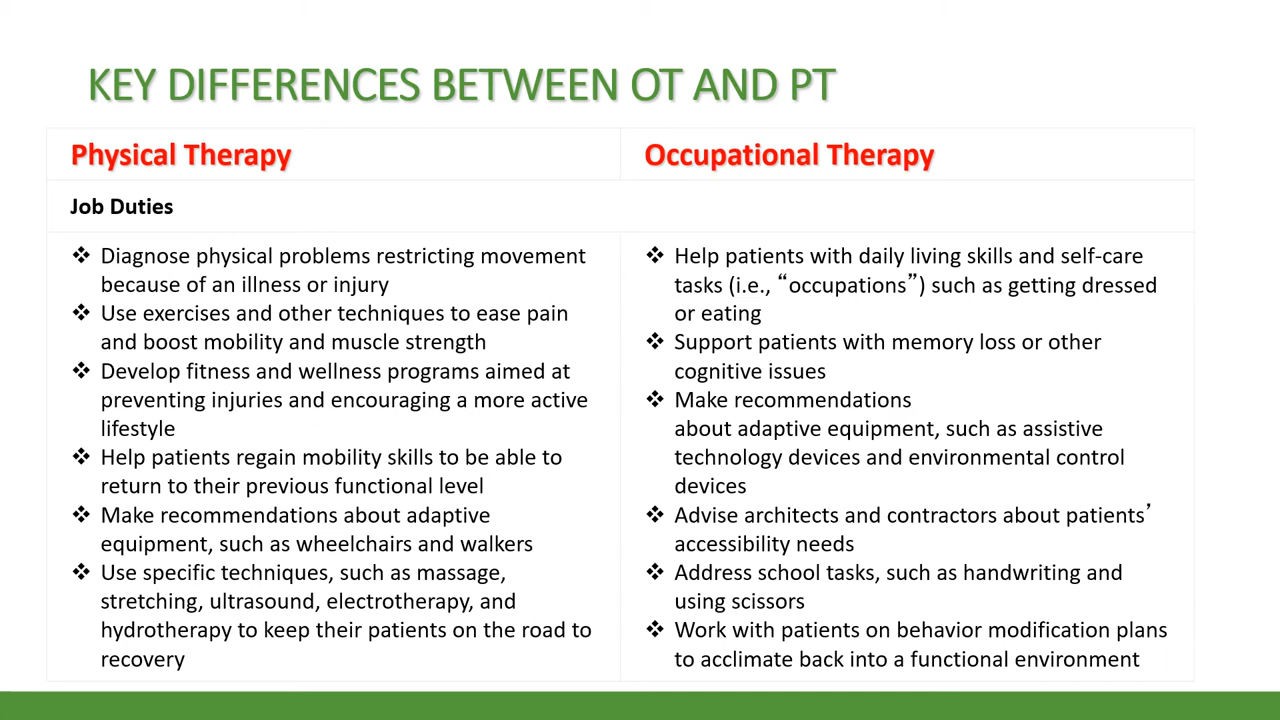 KEY DIFFERENCES BETWEEN OT AND PT
Physical Therapy
Occupational Therapy
Job Duties
❖ Diagnose physical problems restricting movement
because of an illness or injury
❖ Use exercises and other techniques to ease pain
and boost mobility and muscle strength
❖ Develop fitness and wellness programs aimed at
preventing injuries and encouraging a more active
lifestyle
❖ Help patients regain mobility skills to be able to
return to their previous functional level
❖ Make recommendations about adaptive
equipment, such as wheelchairs and walkers
❖ Use specific techniques, such as massage,
stretching, ultrasound, electrotherapy, and
hydrotherapy to keep their patients on the road to
recovery
❖ Help patients with daily living skills and self-care
tasks (i.e., “occupations”) such as getting dressed
or eating
❖ Support patients with memory loss or other
cognitive issues
❖ Make recommendations
about adaptive equipment, such as assistive
technology devices and environmental control
devices
❖ Advise architects and contractors about patients’
accessibility needs
❖ Address school tasks, such as handwriting and
using scissors
❖ Work with patients on behavior modification plans
to acclimate back into a functional environment